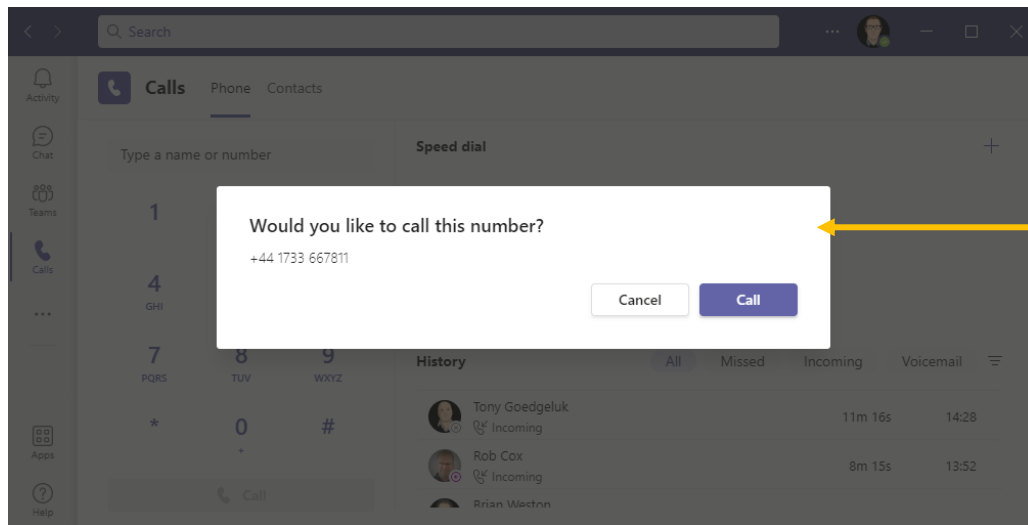 Search
Activity
Chat
Teams
Calls
Apps
Help
Calls Phone Contacts
Type a name or number
Speed dial
1
4
GHI
7 8 9
PQRS TUV WXYZ
* 0 #
+
Call
Would you like to call this number?
+44 1733 667811
Cancel Call
History All Missed Incoming Voicemail
Tony Goedgeluk
Incoming
11m 16s 14:28
Rob Cox
Incoming
8m 15s 13:52
Brian Weston